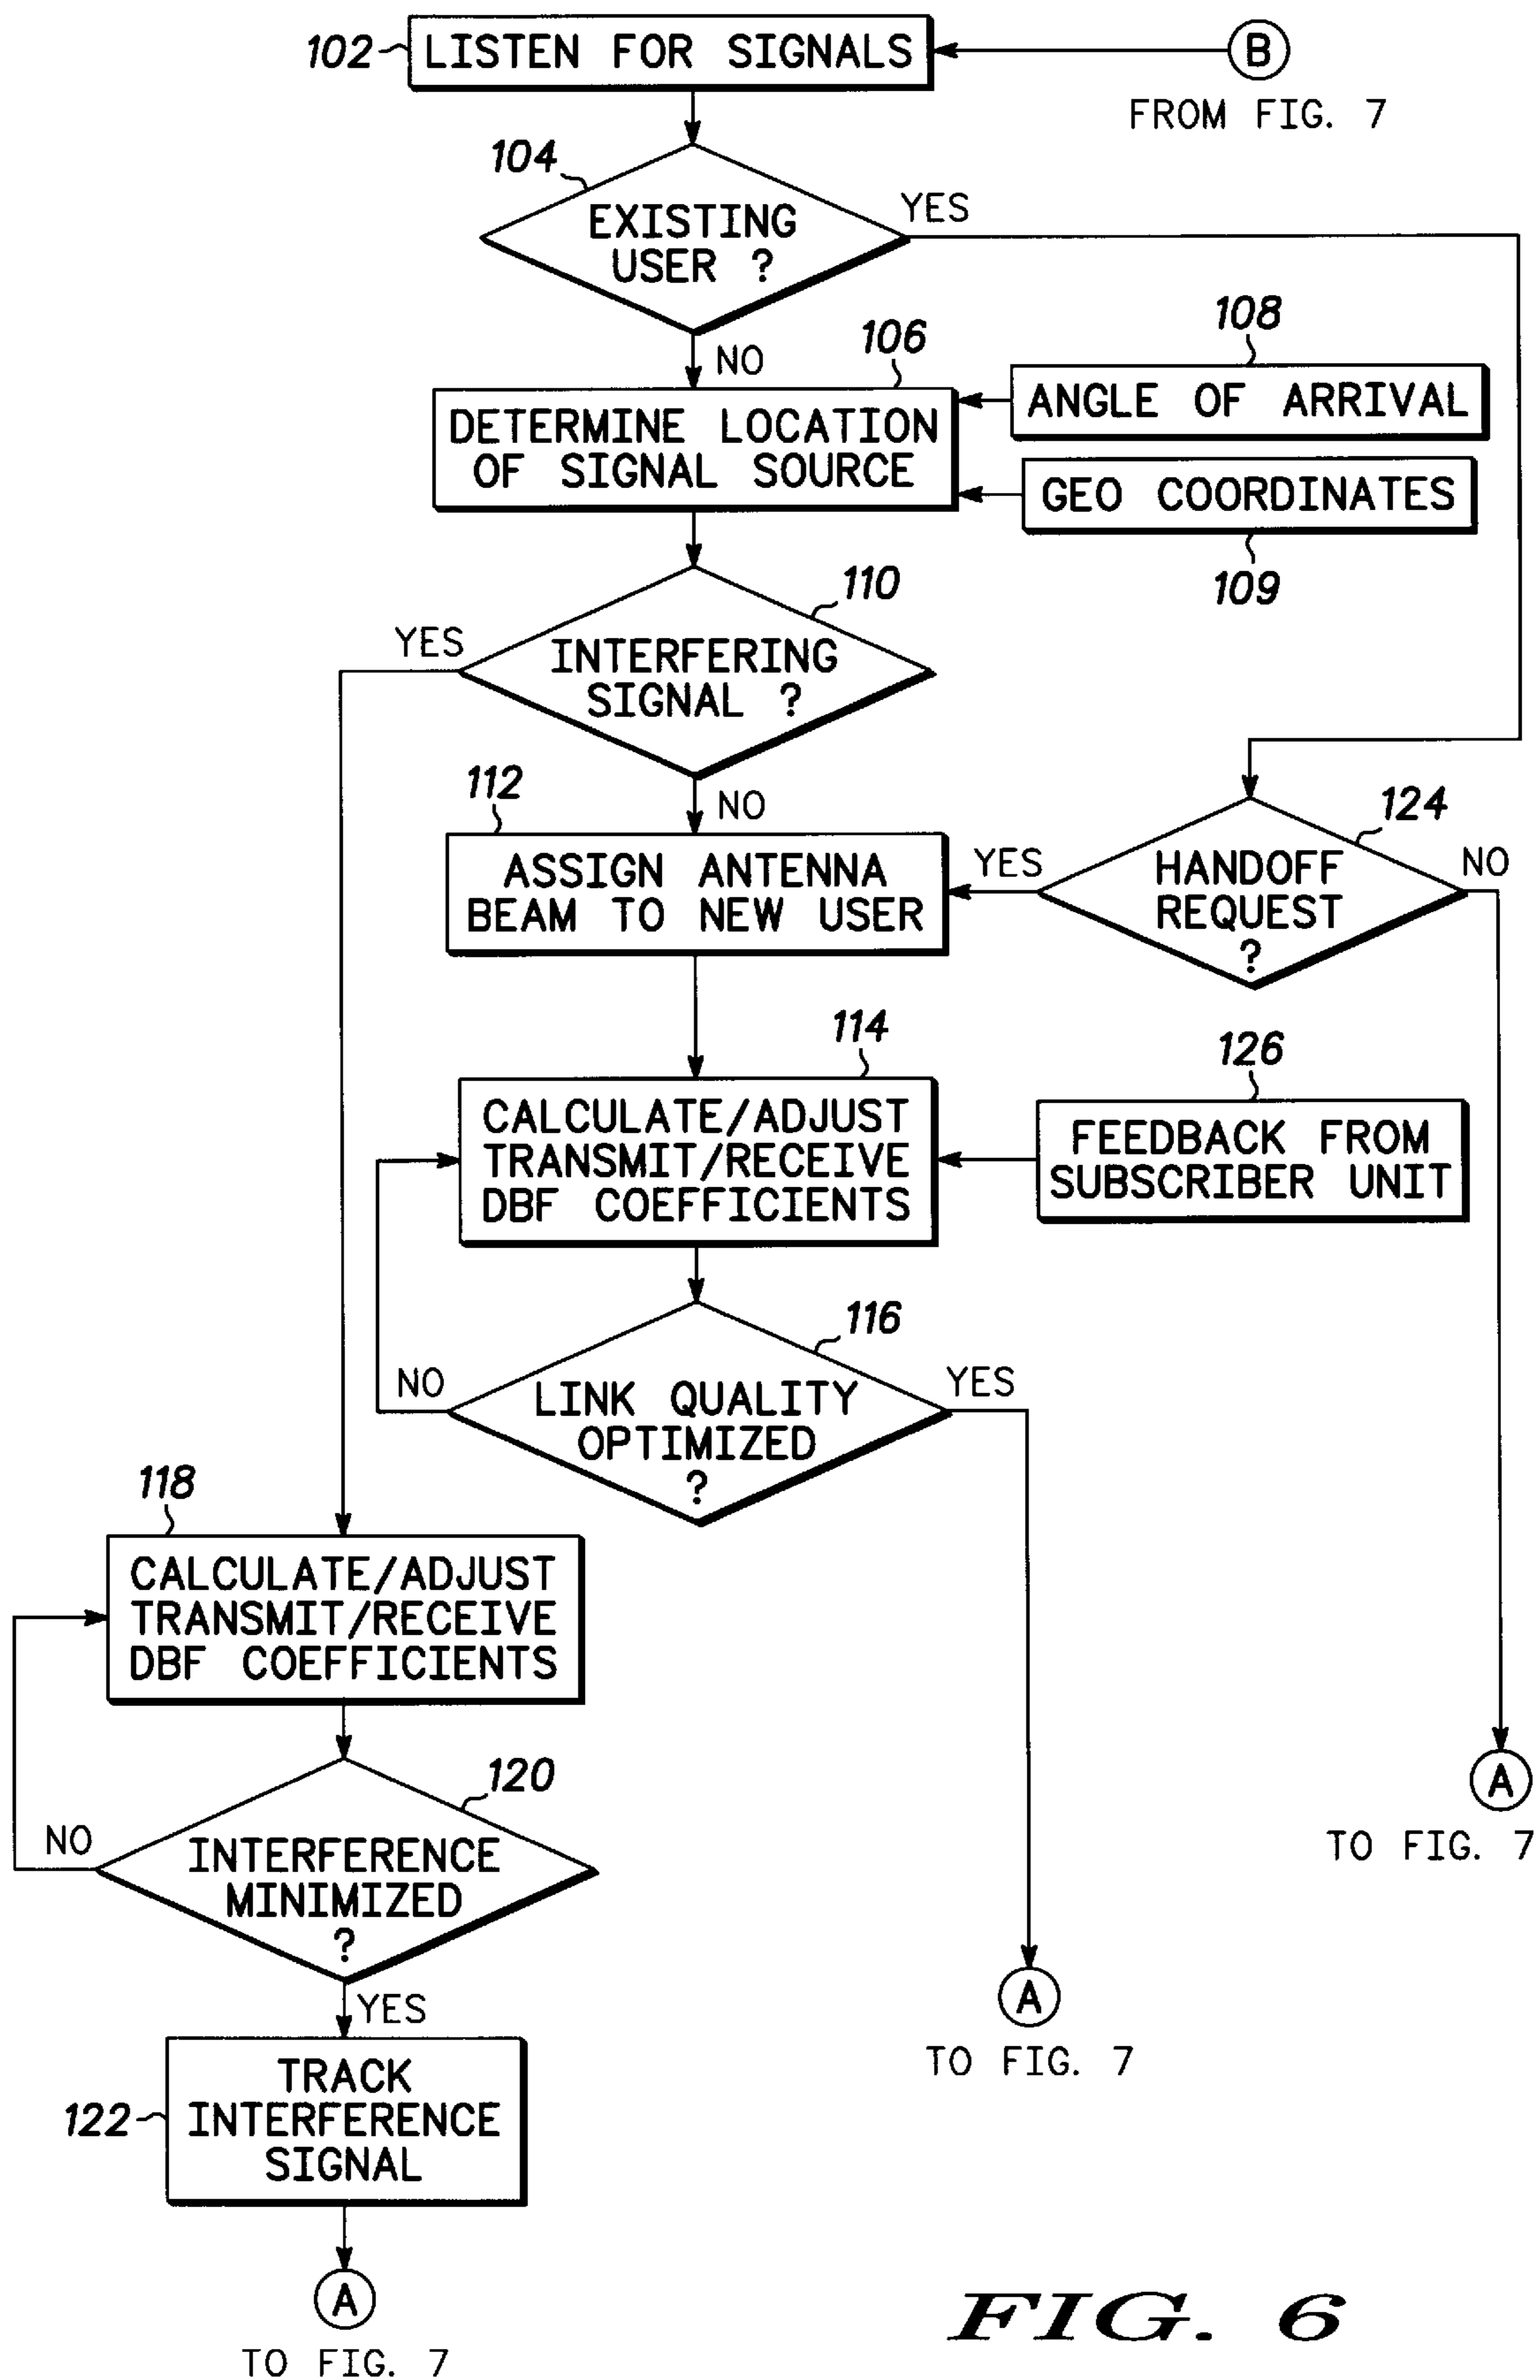 102
LISTEN FOR SIGNALS
B
FROM FIG. 7
104
EXISTING
USER ?
YES
NO
106
DETERMINE LOCATION
OF SIGNAL SOURCE
108
ANGLE OF ARRIVAL
GEO COORDINATES
109
110
INTERFERING
SIGNAL ?
YES
NO
112
ASSIGN ANTENNA
BEAM TO NEW USER
YES
124
HANDOFF
REQUEST
?
NO
114
CALCULATE/ADJUST
TRANSMIT/RECEIVE
DBF COEFFICIENTS
126
FEEDBACK FROM
SUBSCRIBER UNIT
116
LINK QUALITY
OPTIMIZED
?
NO
YES
118
CALCULATE/ADJUST
TRANSMIT/RECEIVE
DBF COEFFICIENTS
120
INTERFERENCE
MINIMIZED
?
NO
YES
A
TO FIG. 7
A
TO FIG. 7
122
TRACK
INTERFERENCE
SIGNAL
A
TO FIG. 7
FIG. 6